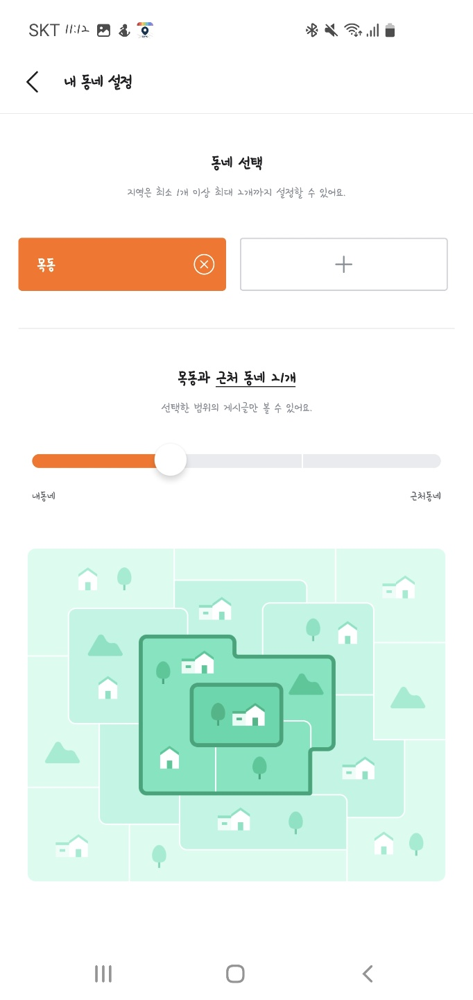 SKT 11:12
내 동네 설정
동네 선택
지역은 최소 1개 이상 최대 2개까지 설정할 수 있어요.
목동
목동과 근처 동네 21개
선택한 범위의 게시글만 볼 수 있어요.
내동네
근처동네